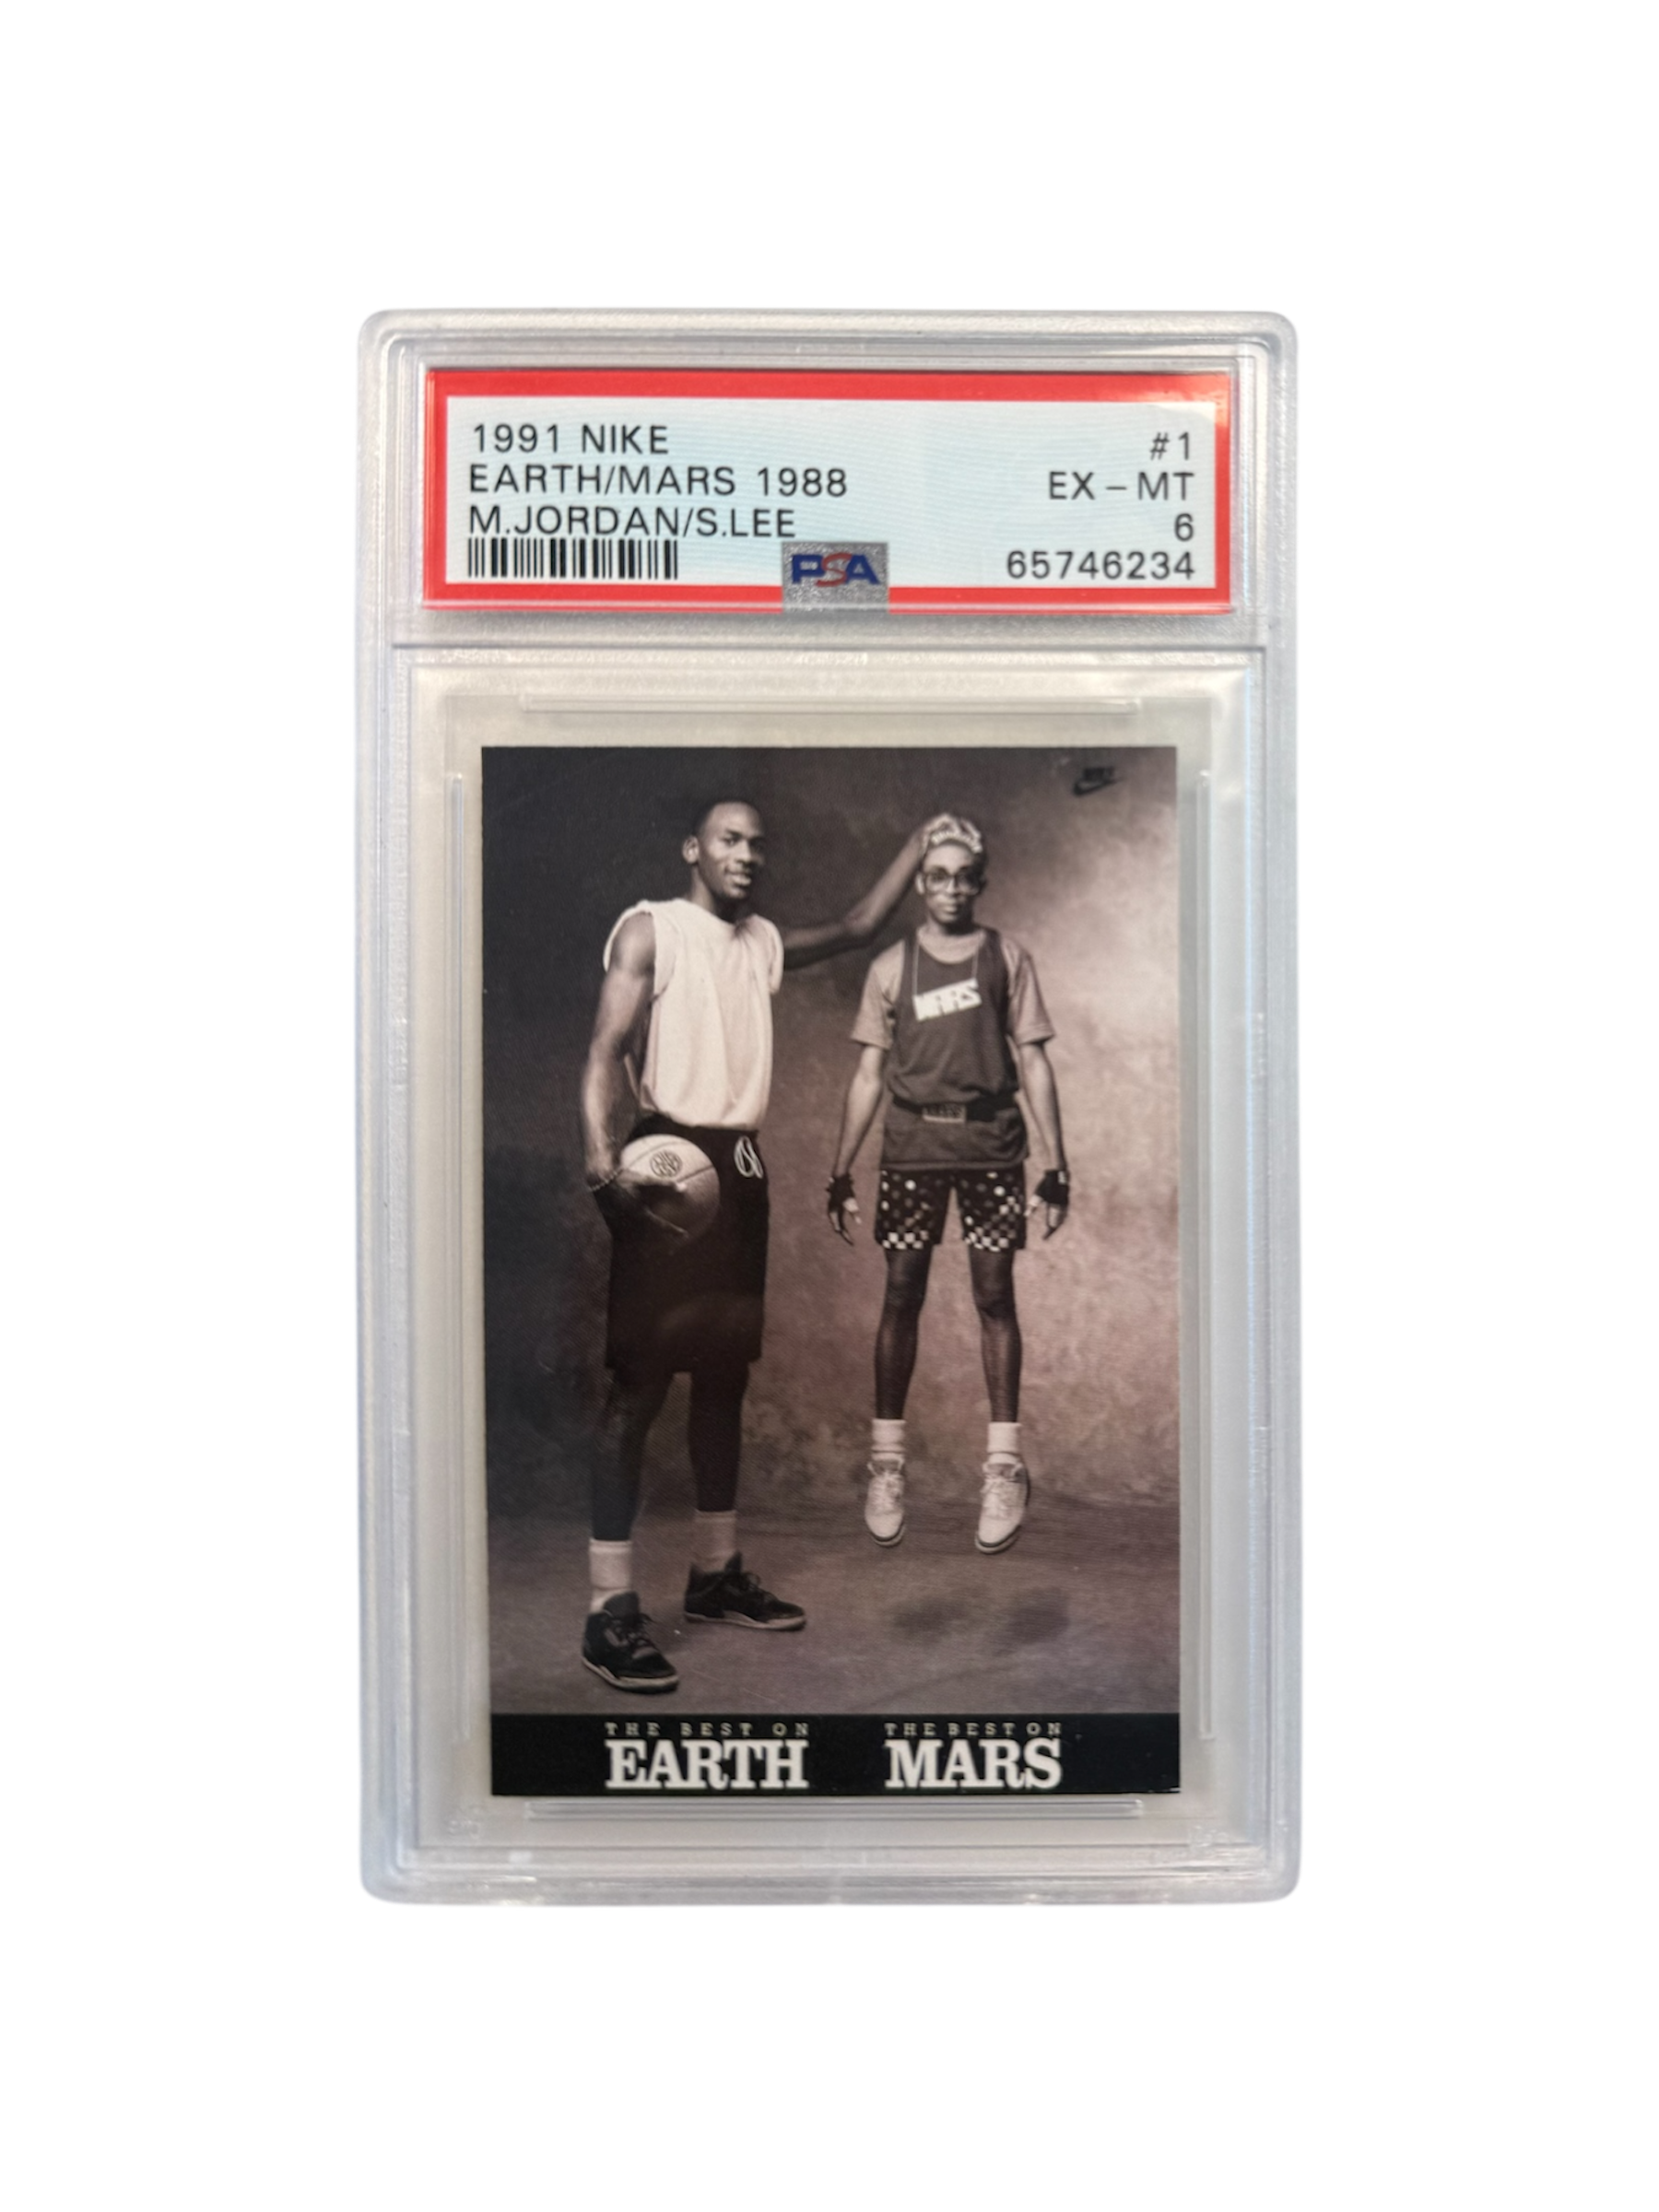 1991 NIKE #1
EARTH/MARS 1988 EX - MT
M.JORDAN/S.LEE 6
PSA 65746234
NIKE
MARS
THE BEST ON THE BEST ON
EARTH MARS